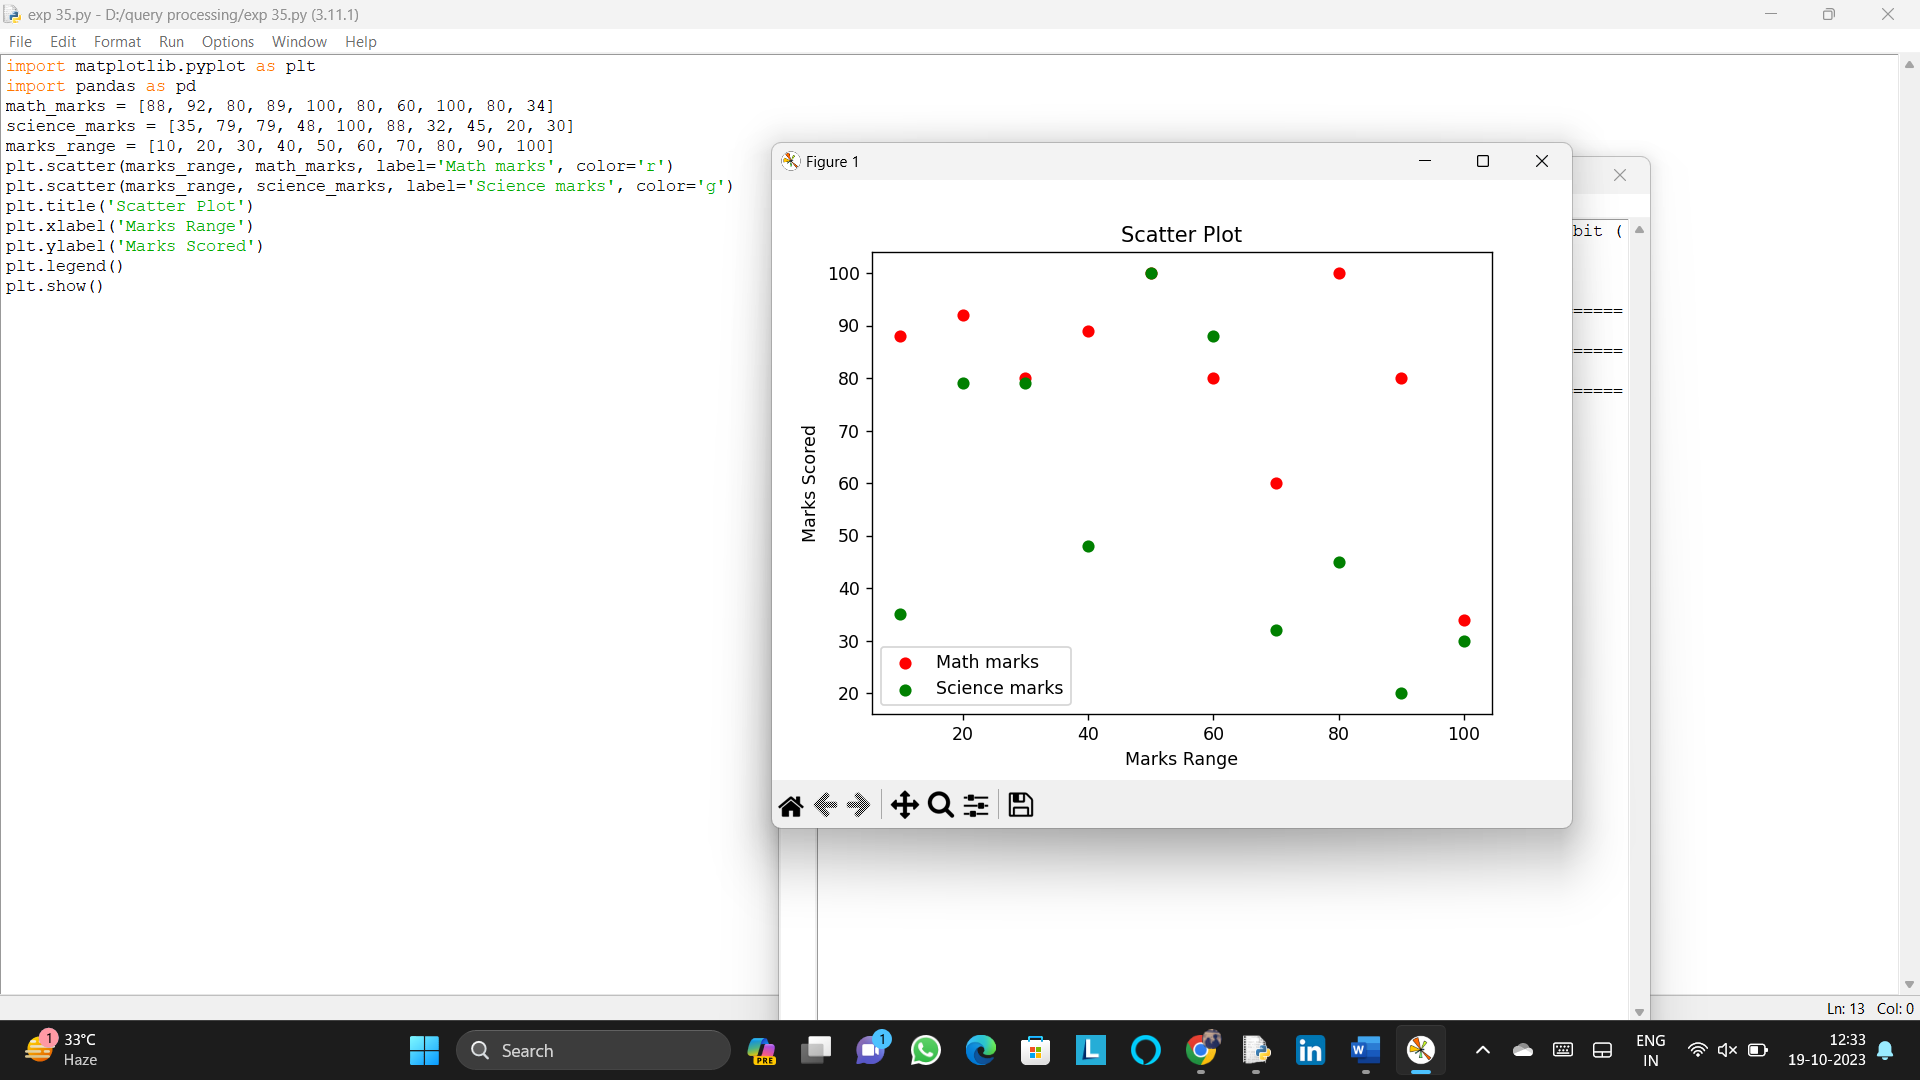 exp 35.py - D:/query processing/exp 35.py (3.11.1)
File Edit Format Run Options Window Help
import matplotlib.pyplot as plt
import pandas as pd
math_marks = [88, 92, 80, 89, 100, 80, 60, 100, 80, 34]
science_marks = [35, 79, 79, 48, 100, 88, 32, 45, 20, 30]
marks_range = [10, 20, 30, 40, 50, 60, 70, 80, 90, 100]
plt.scatter(marks_range, math_marks, label='Math marks', color='r')
plt.scatter(marks_range, science_marks, label='Science marks', color='g')
plt.title('Scatter Plot')
plt.xlabel('Marks Range')
plt.ylabel('Marks Scored')
plt.legend()
plt.show()
Figure 1
bit (
=====
=====
=====
Scatter Plot
100
90
80
70
60
50
40
30
20
Marks Scored
Math marks
Science marks
20 40 60 80 100
Marks Range
Ln: 13 Col: 0
1
33°C
Haze
Search
PRE
1
L
in
W
ENG
IN
12:33
19-10-2023